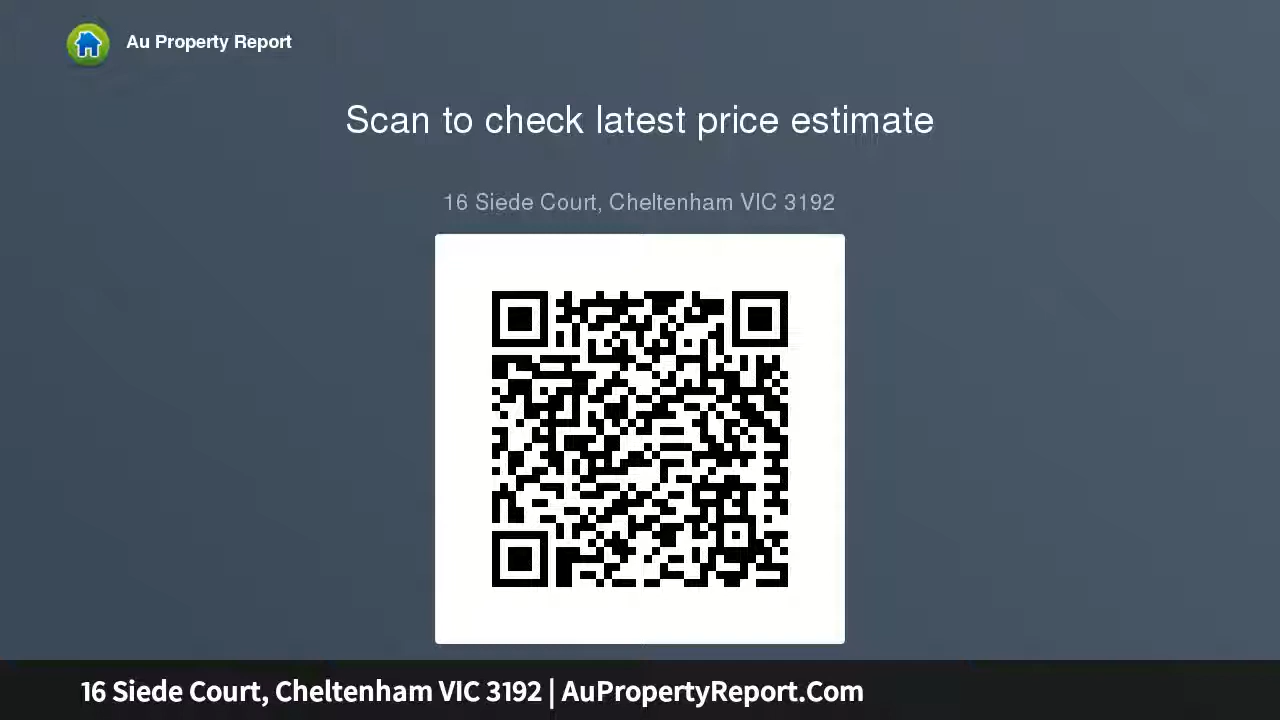 Au Property Report
Scan to check latest price estimate
16 Siede Court, Cheltenham VIC 3192
16 Siede Court, Cheltenham VIC 3192 | AuPropertyReport.Com